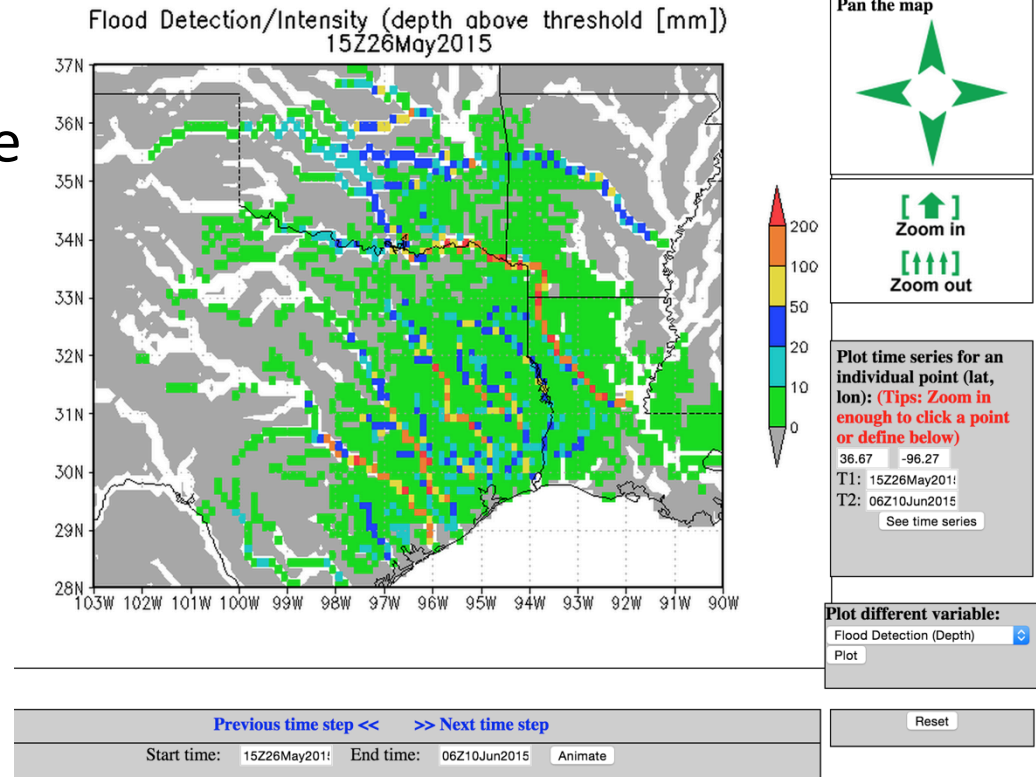 Flood Detection/Intensity (depth above threshold [mm])
15Z26May2015
37N
36N
35N
34N
33N
32N
31N
30N
29N
28N
103W 102W 101W 100W 99W 98W 97W 96W 95W 94W 93W 92W 91W 90W
200
100
50
20
10
0
e
Pan the map
[ ]
Zoom in
[ ]
Zoom out
Plot time series for an
individual point (lat,
lon): (Tips: Zoom in
enough to click a point
or define below)
36.67 -96.27
T1: 15Z26May201
T2: 06Z10Jun2015
See time series
Plot different variable:
Flood Detection (Depth)
Plot
Previous time step << >> Next time step
Reset
Start time: 15Z26May201 End time: 06Z10Jun2015 Animate